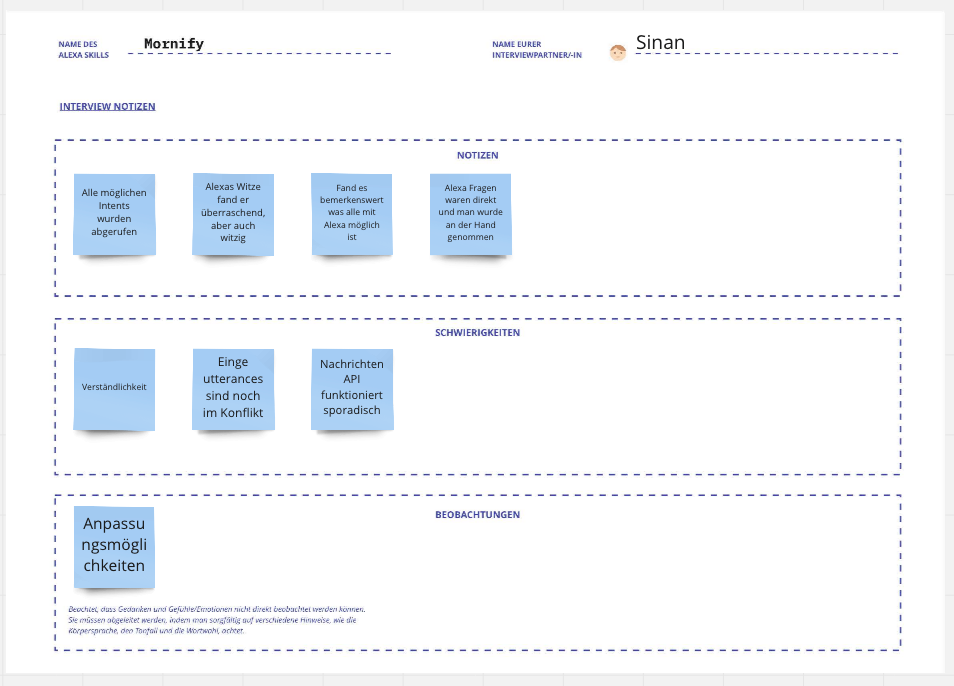 NAME DES
ALEXA SKILLS
Mornify
NAME EURER
INTERVIEWPARTNER/-IN
Sinan
INTERVIEW NOTIZEN
NOTIZEN
Alle möglichen
Intents
wurden
abgerufen
Alexas Witze
fand er
überraschend,
aber auch
witzig
Fand es
bemerkenswert
was alle mit
Alexa möglich
ist
Alexa Fragen
waren direkt
und man wurde
an der Hand
genommen
SCHWIERIGKEITEN
Verständlichkeit
Einge
utterances
sind noch
im Konflikt
Nachrichten
API
funktioniert
sporadisch
BEOBACHTUNGEN
Anpassu
ngsmögli
chkeiten
Beachtet, dass Gedanken und Gefühle/Emotionen nicht direkt beobachtet werden können.
Sie müssen abgeleitet werden, indem man sorgfältig auf verschiedene Hinweise, wie die
Körpersprache, den Tonfall und die Wortwahl, achtet.